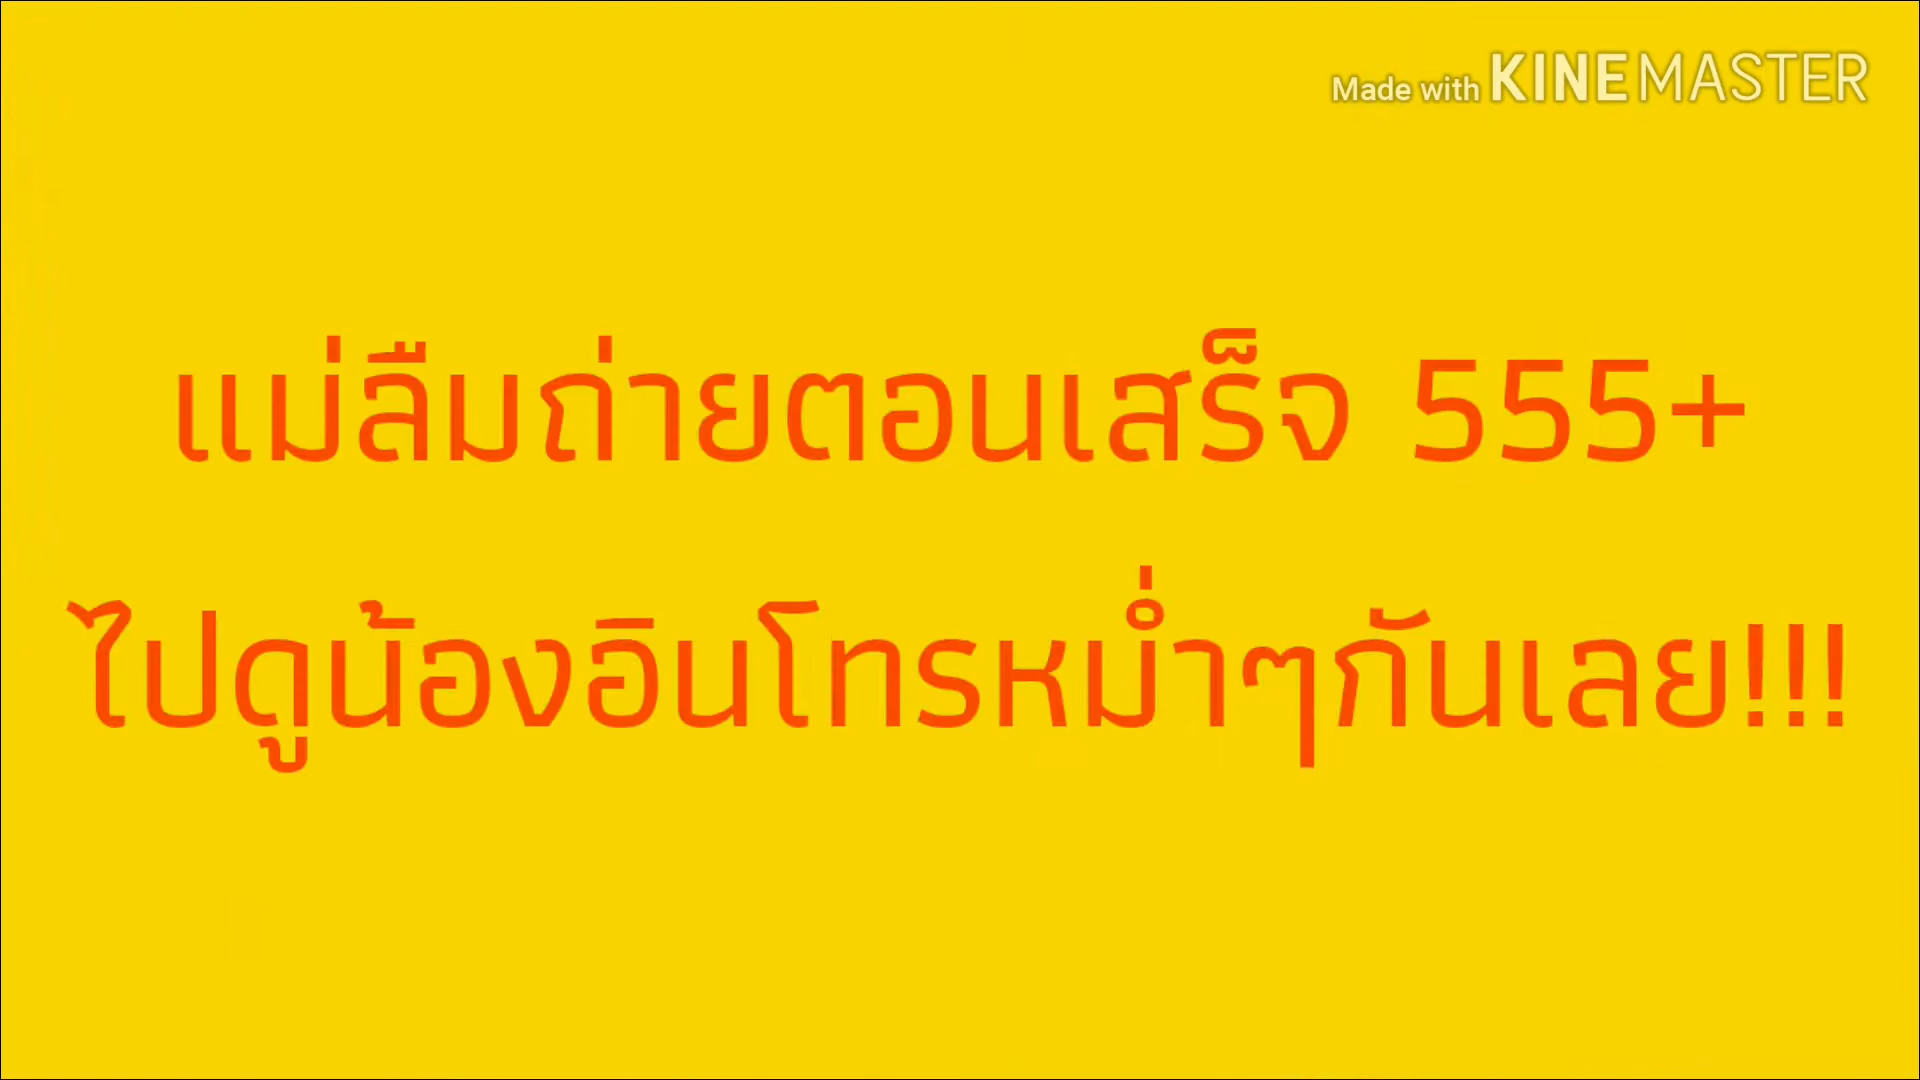 Made with KINEMASTER
แม่ลืมถ่ายตอนเสร็จ 555+
ไปดูน้องอินโทรหม่ำๆกันเลย!!!